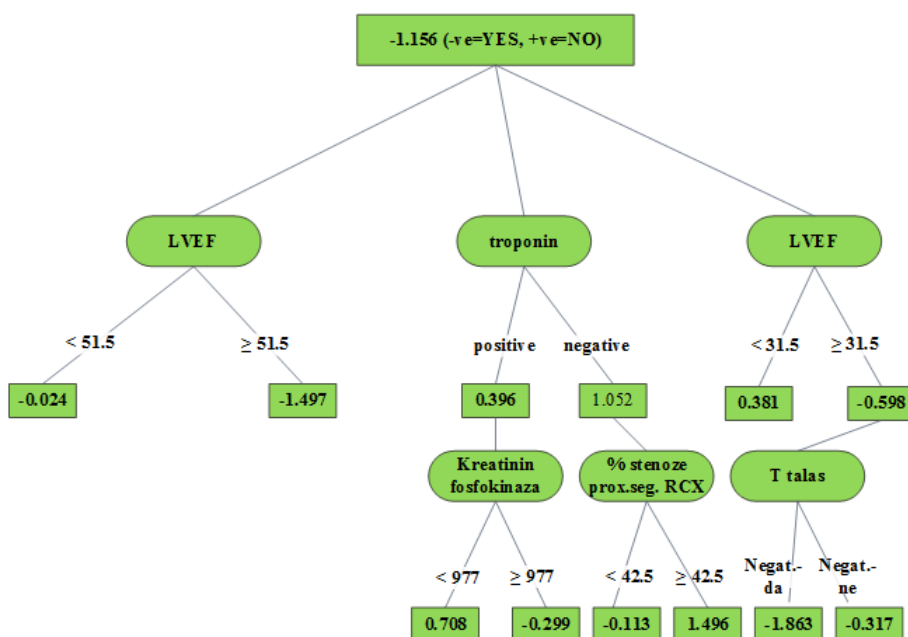 -1.156 (-ve=YES, +ve=NO)
LVEF
troponin
LVEF
< 51.5
≥ 51.5
positive
negative
< 31.5
≥ 31.5
-0.024
-1.497
0.396
1.052
0.381
-0.598
Kreatinin
fosfokinaza
% stenoze
prox.seg. RCX
T talas
< 977
≥ 977
< 42.5
≥ 42.5
Negat.-
da
Negat.-
ne
0.708
-0.299
-0.113
1.496
-1.863
-0.317